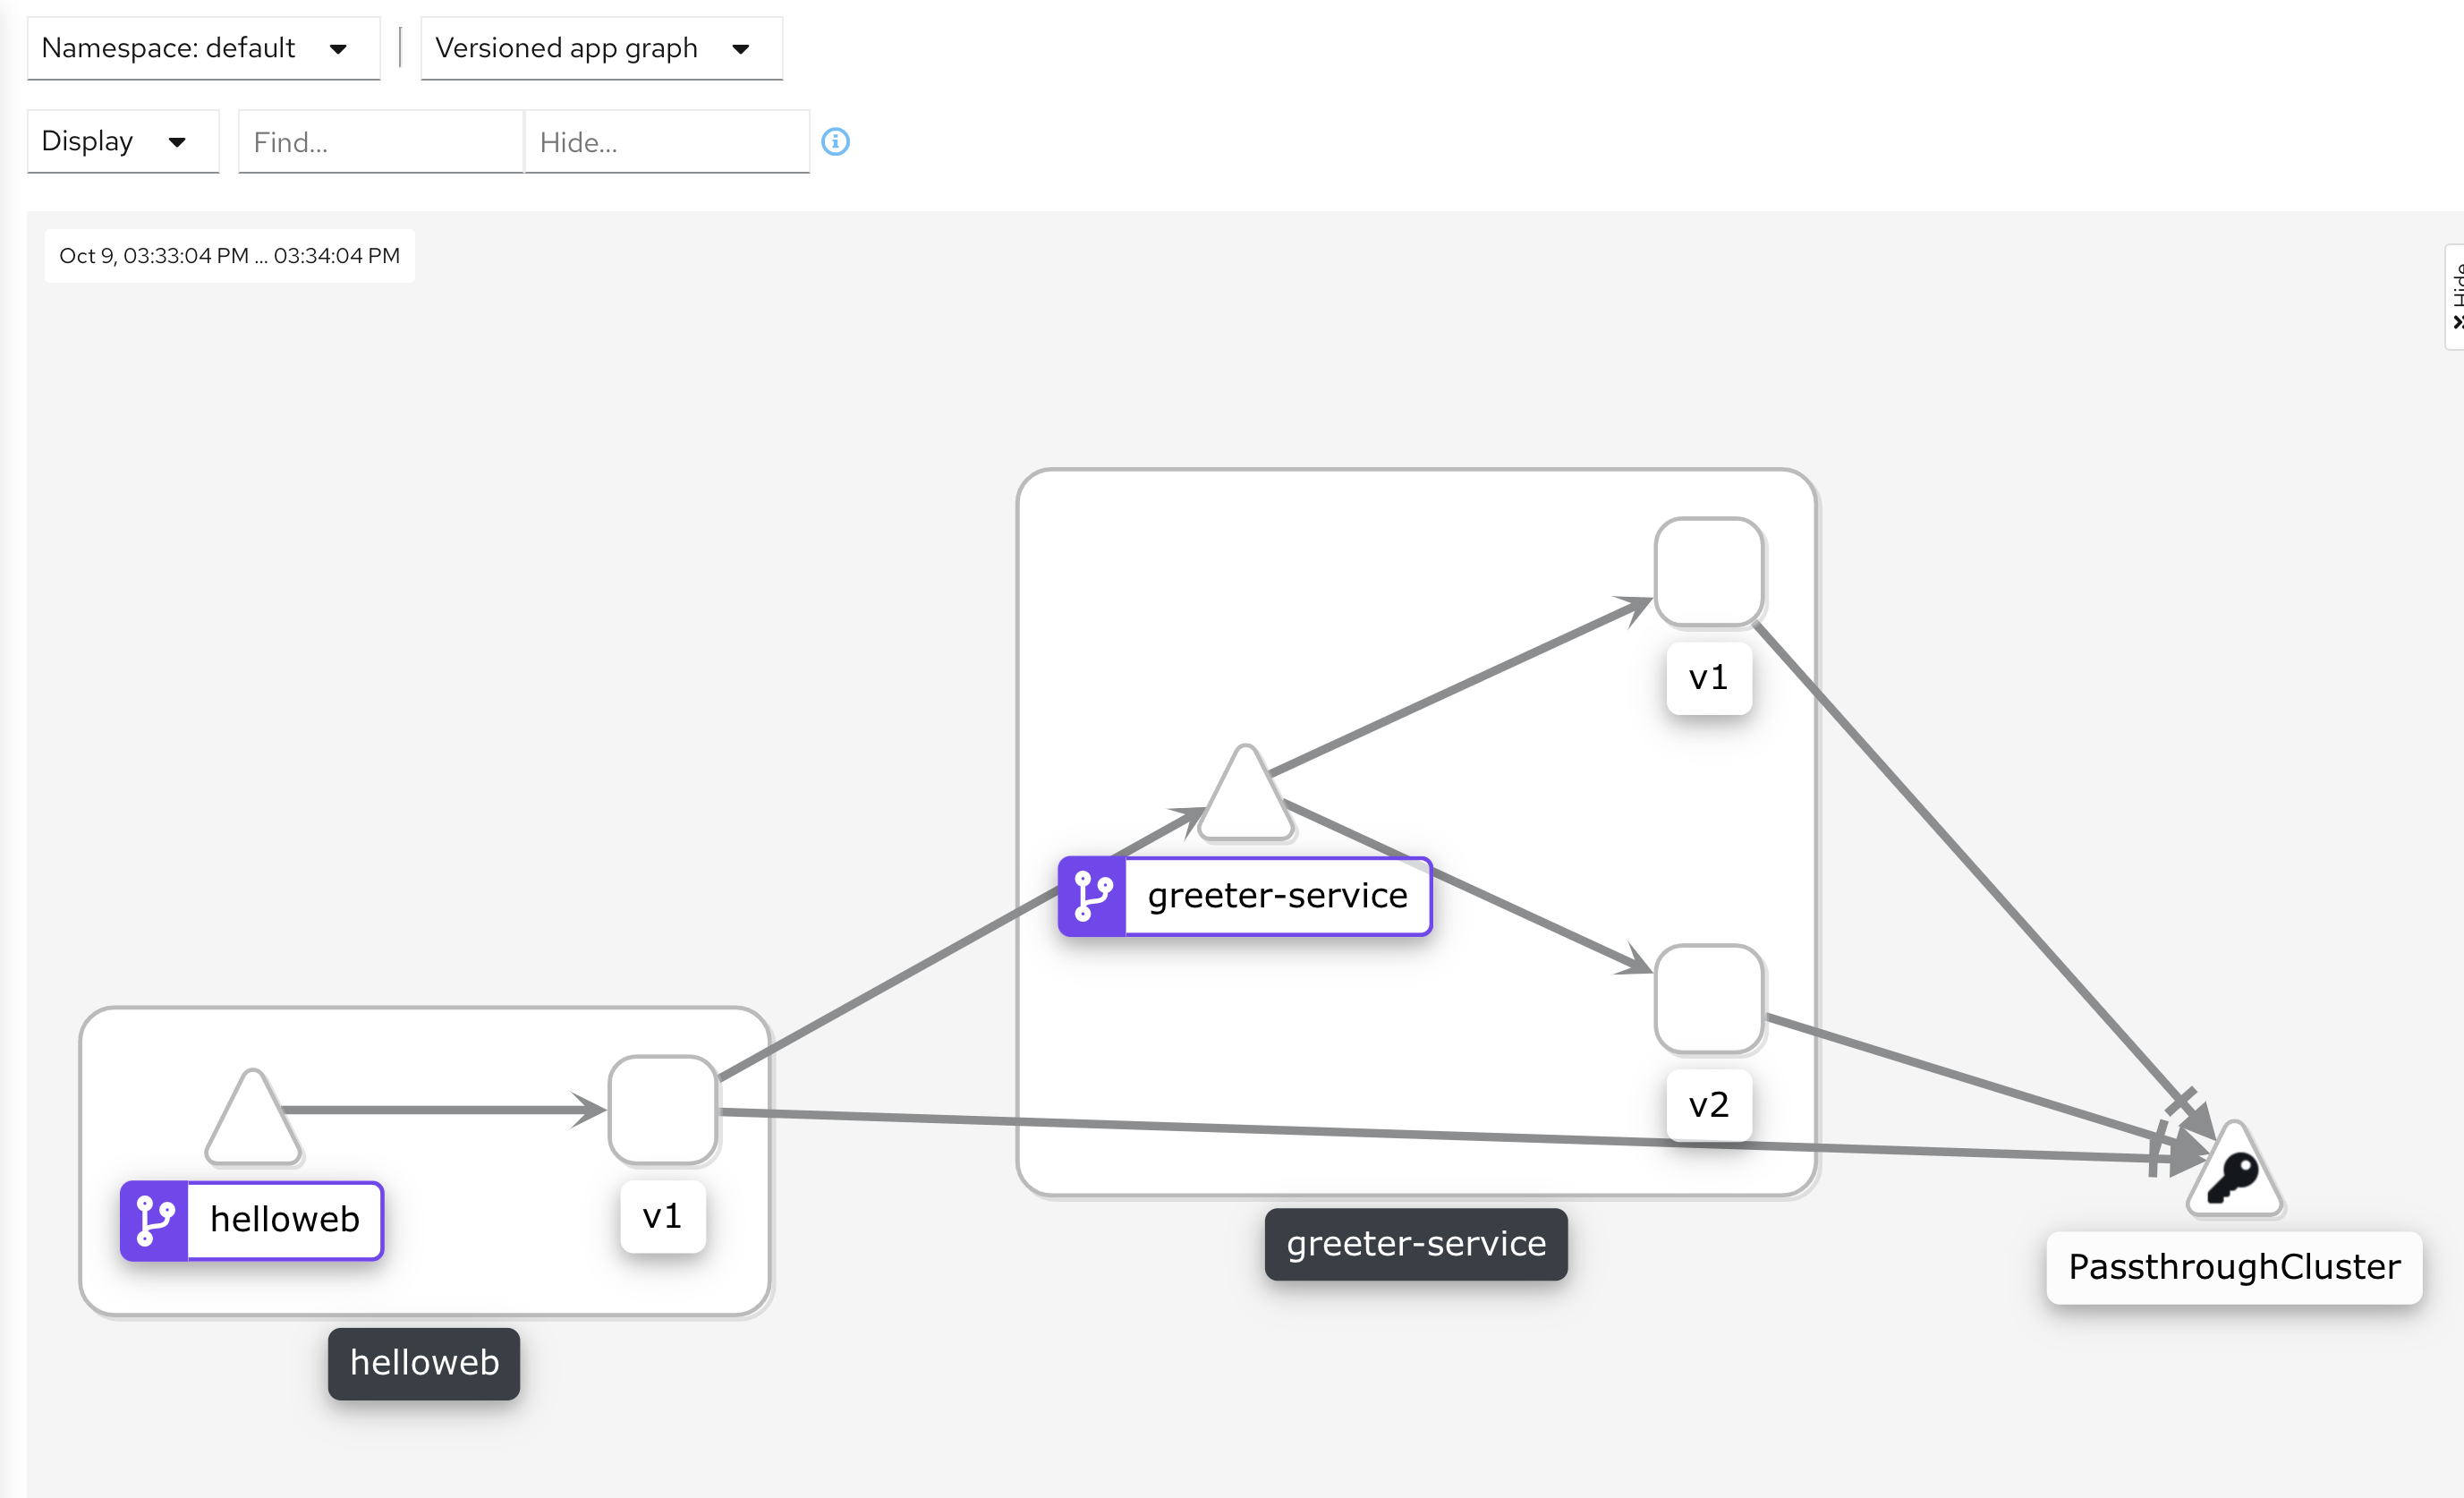 Namespace: default
Versioned app graph
Display
Find...
Hide...
Oct 9, 03:33:04 PM ... 03:34:04 PM
Hide
v1
greeter-service
v2
helloweb
v1
greeter-service
PassthroughCluster
helloweb